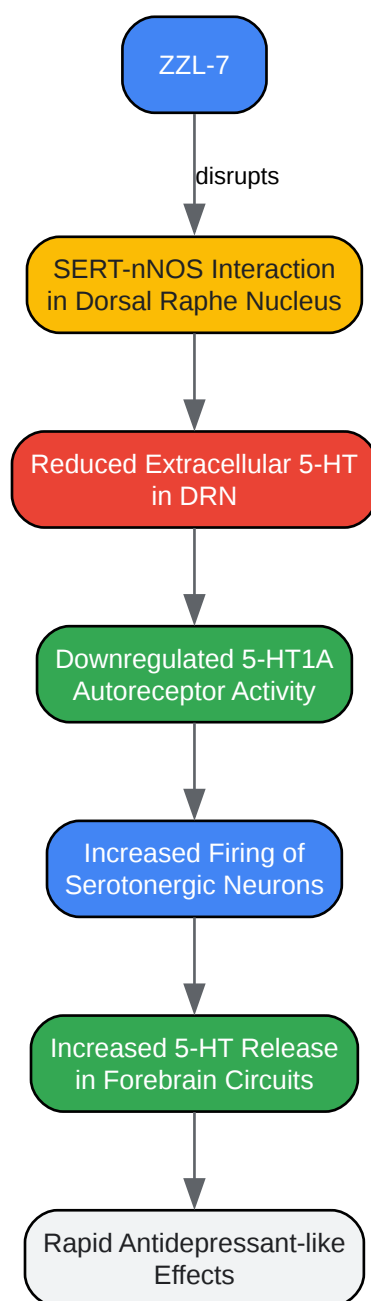 ZZL-7
disrupts
SERT-nNOS Interaction
in Dorsal Raphe Nucleus
Reduced Extracellular 5-HT
in DRN
Downregulated 5-HT1A
Autoreceptor Activity
Increased Firing of
Serotonergic Neurons
Increased 5-HT Release
in Forebrain Circuits
Rapid Antidepressant-like
Effects